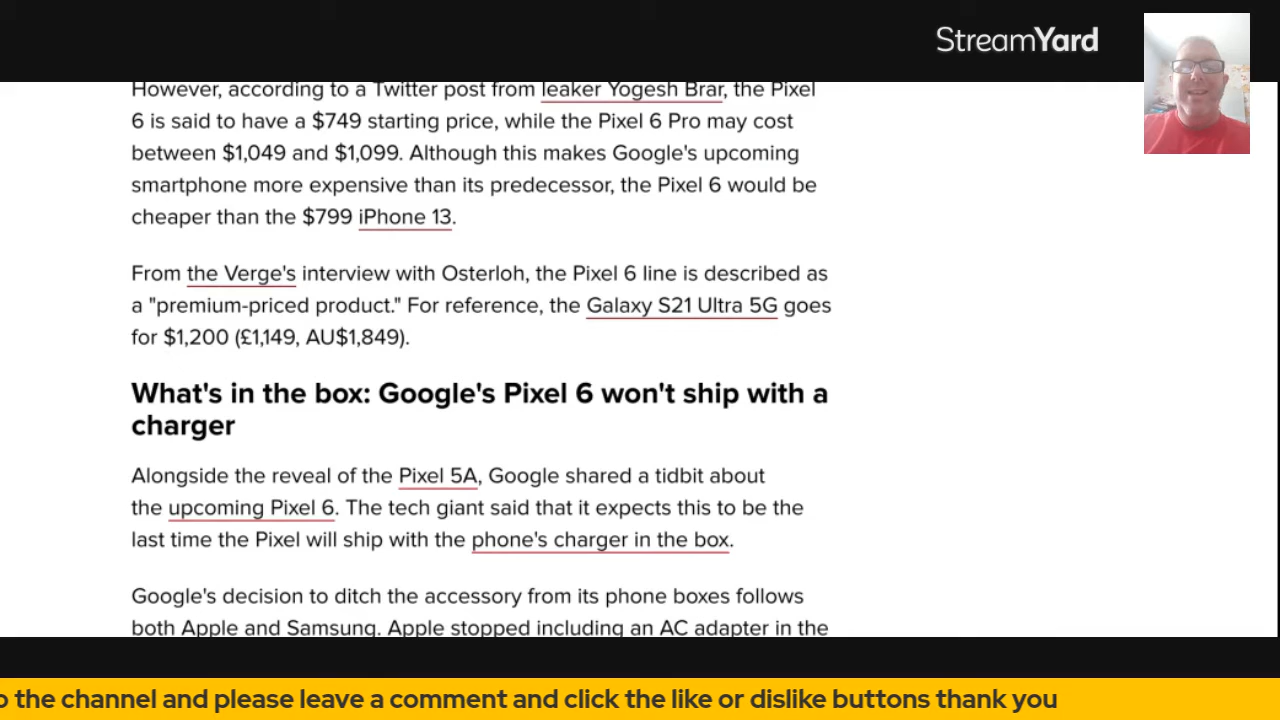 StreamYard
However, according to a Twitter post from leaker Yogesh Brar, the Pixel
6 is said to have a $749 starting price, while the Pixel 6 Pro may cost
between $1,049 and $1,099. Although this makes Google's upcoming
smartphone more expensive than its predecessor, the Pixel 6 would be
cheaper than the $799 iPhone 13.
From the Verge's interview with Osterloh, the Pixel 6 line is described as
a "premium-priced product." For reference, the Galaxy S21 Ultra 5G goes
for $1,200 (£1,149, AU$1,849).
What's in the box: Google's Pixel 6 won't ship with a
charger
Alongside the reveal of the Pixel 5A, Google shared a tidbit about
the upcoming Pixel 6. The tech giant said that it expects this to be the
last time the Pixel will ship with the phone's charger in the box.
Google's decision to ditch the accessory from its phone boxes follows
both Apple and Samsung. Apple stopped including an AC adapter in the
o the channel and please leave a comment and click the like or dislike buttons thank you